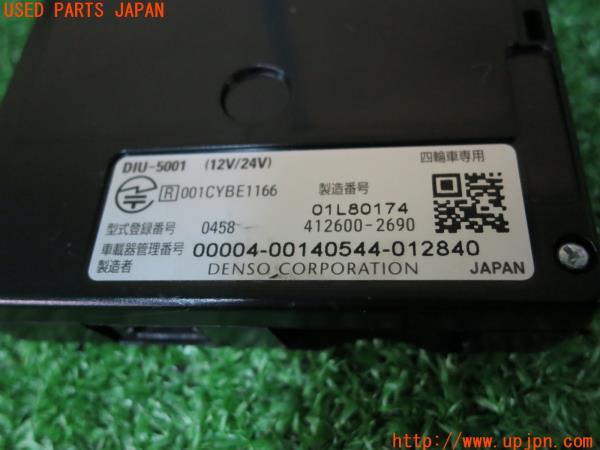 USED PARTS JAPAN
DIU-5001 (12V/24V) 四輪車専用
R 001CYBE1166 製造番号
01L80174
型式登録番号 0458 412600-2690
車載器管理番号 00004-00140544-012840
製造者 DENSO CORPORATION JAPAN
http://www.upjpn.com/